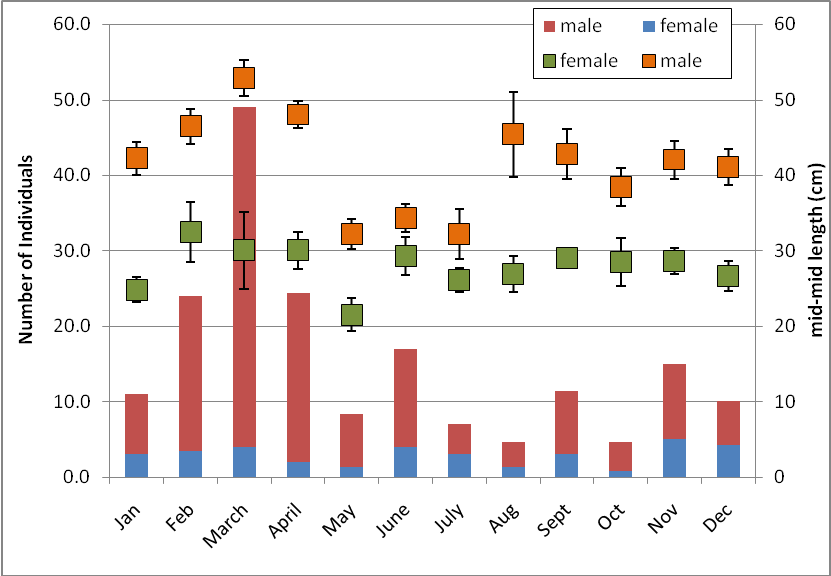 male female
female male
60.0
50.0
40.0
30.0
20.0
10.0
0.0
Number of Individuals
60
50
40
30
20
10
0
mid-mid length (cm)
Jan Feb March April May June July Aug Sept Oct Nov Dec